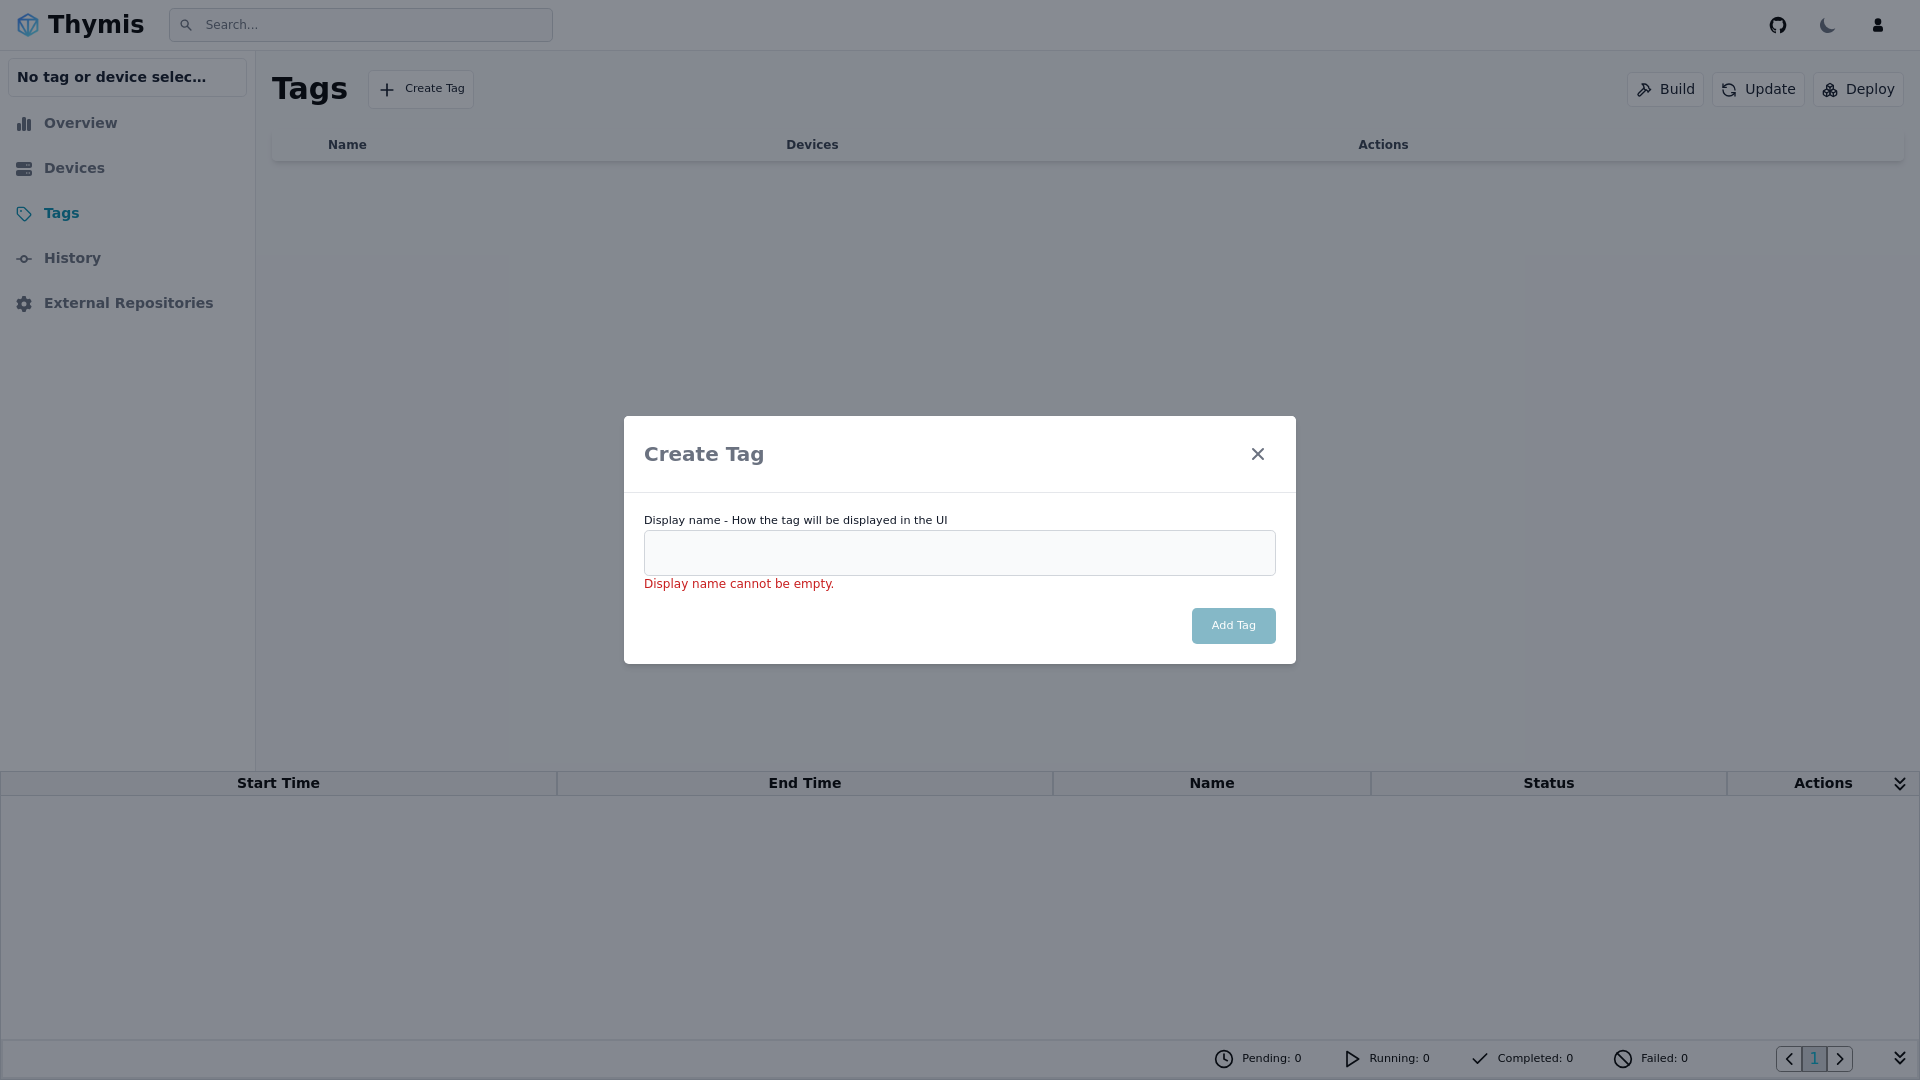 Thymis
Search...
No tag or device selec...
Overview
Devices
Tags
History
External Repositories
Tags
Create Tag
Build
Update
Deploy
Name Devices Actions
Create Tag
Display name - How the tag will be displayed in the UI
Display name cannot be empty.
Add Tag
Start Time End Time Name Status Actions
Pending: 0 Running: 0 Completed: 0 Failed: 0 1